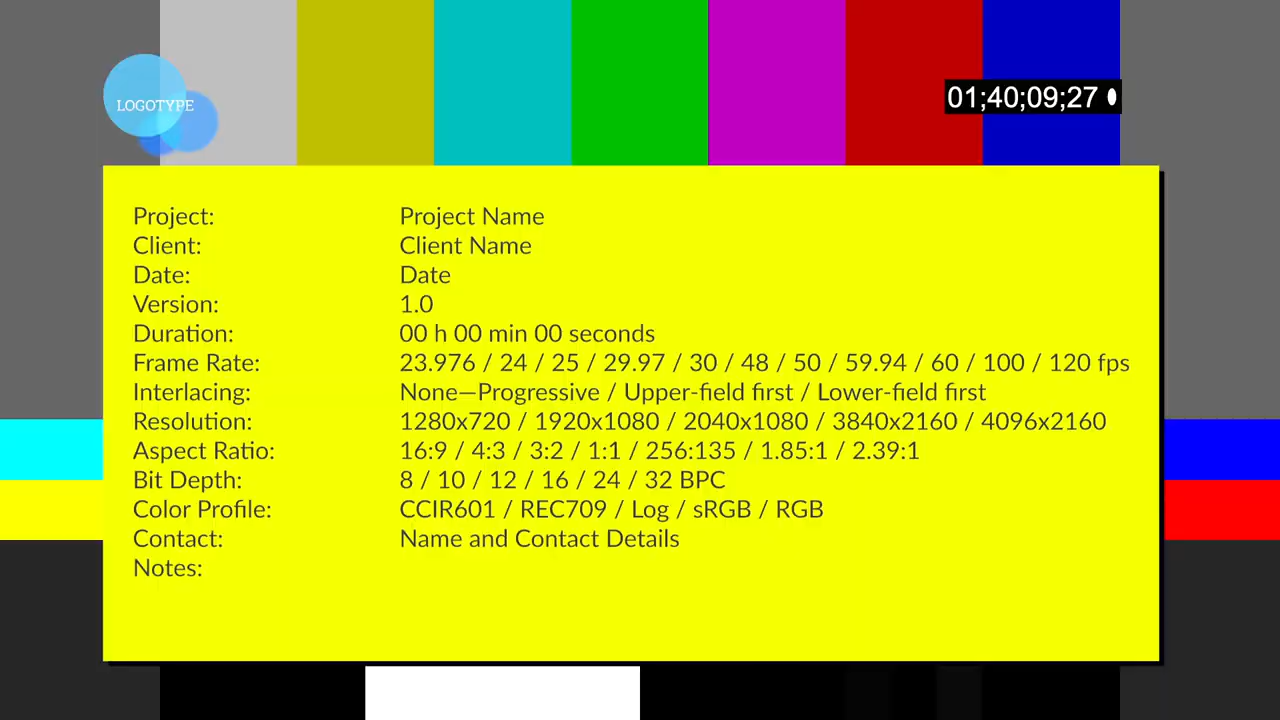 LOGOTYPE
01;40;09;27
Project: Project Name
Client: Client Name
Date: Date
Version: 1.0
Duration: 00 h 00 min 00 seconds
Frame Rate: 23.976 / 24 / 25 / 29.97 / 30 / 48 / 50 / 59.94 / 60 / 100 / 120 fps
Interlacing: None—Progressive / Upper-field first / Lower-field first
Resolution: 1280x720 / 1920x1080 / 2040x1080 / 3840x2160 / 4096x2160
Aspect Ratio: 16:9 / 4:3 / 3:2 / 1:1 / 256:135 / 1.85:1 / 2.39:1
Bit Depth: 8 / 10 / 12 / 16 / 24 / 32 BPC
Color Profile: CCIR601 / REC709 / Log / sRGB / RGB
Contact: Name and Contact Details
Notes: